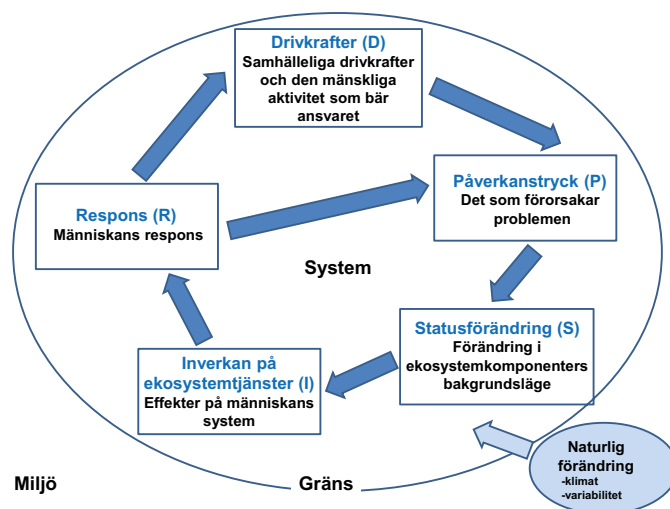 Drivkrafter (D)
Samhälleliga drivkrafter
och den mänskliga
aktivitet som bär
ansvaret
Påverkanstryck (P)
Det som förorsakar
problemen
Respons (R)
Människans respons
System
Statusförändring (S)
Förändring i
ekosystemkomponenters
bakgrundsläge
Inverkan på
ekosystemtjänster (I)
Effekter på människans
system
Naturlig
förändring
-klimat
-variabilitet
Miljö
Gräns